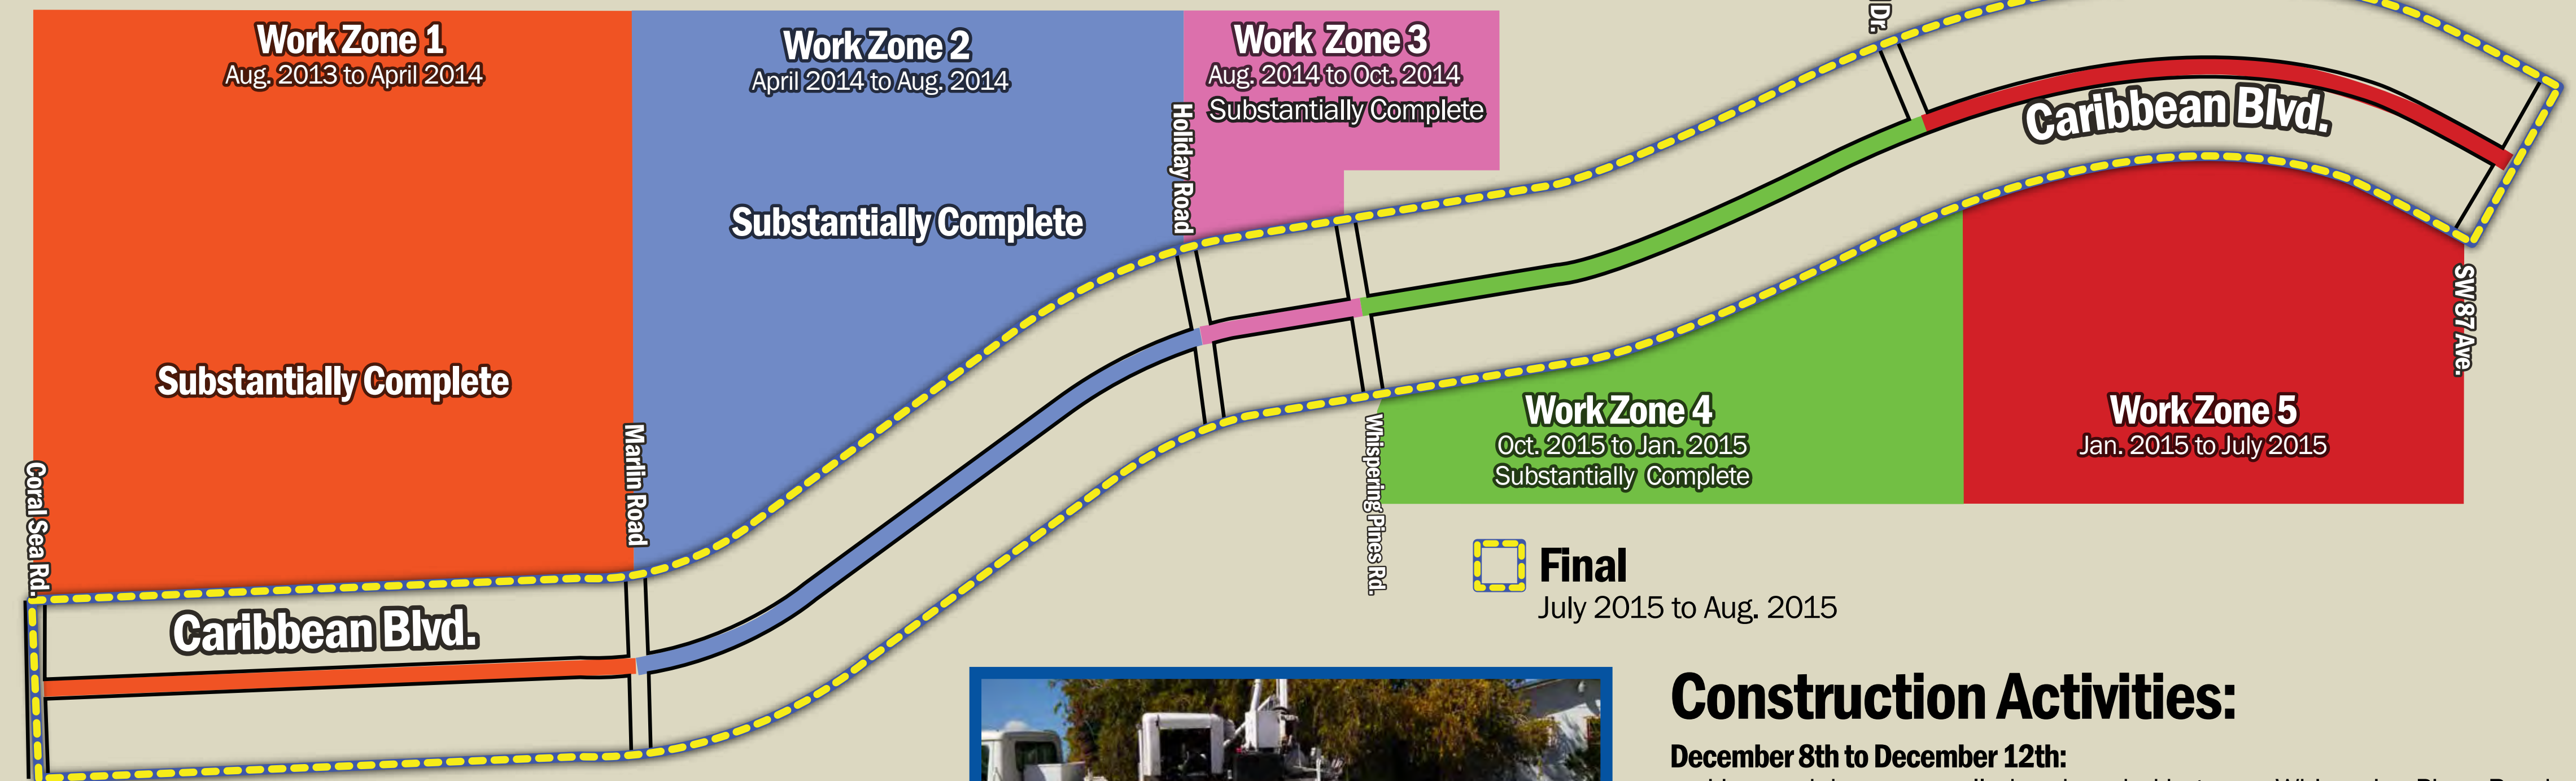 Work Zone 1
Aug. 2013 to April 2014
Substantially Complete
Work Zone 2
April 2014 to Aug. 2014
Substantially Complete
Work Zone 3
Aug. 2014 to Oct. 2014
Substantially Complete
Dr.
Caribbean Blvd.
Holiday Road
Marlin Road
Coral Sea Rd.
Whispering Pines Rd.
SW 87 Ave.
Work Zone 4
Oct. 2015 to Jan. 2015
Substantially Complete
Work Zone 5
Jan. 2015 to July 2015
Final
July 2015 to Aug. 2015
Caribbean Blvd.
Construction Activities:
December 8th to December 12th: